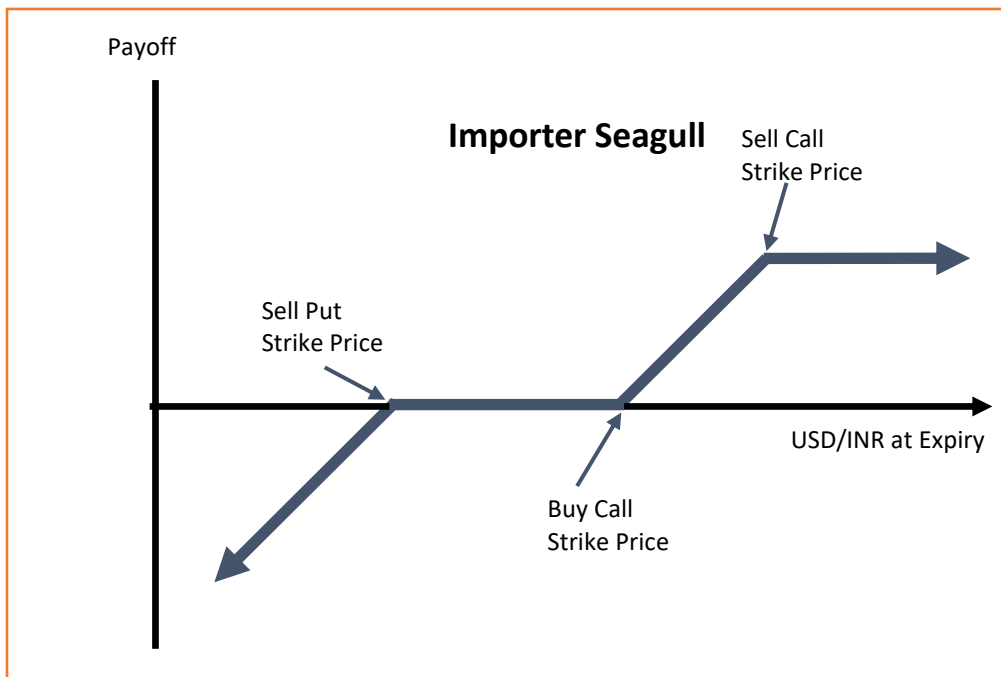 Payoff
Importer Seagull
Sell Call
Strike Price
Sell Put
Strike Price
USD/INR at Expiry
Buy Call
Strike Price